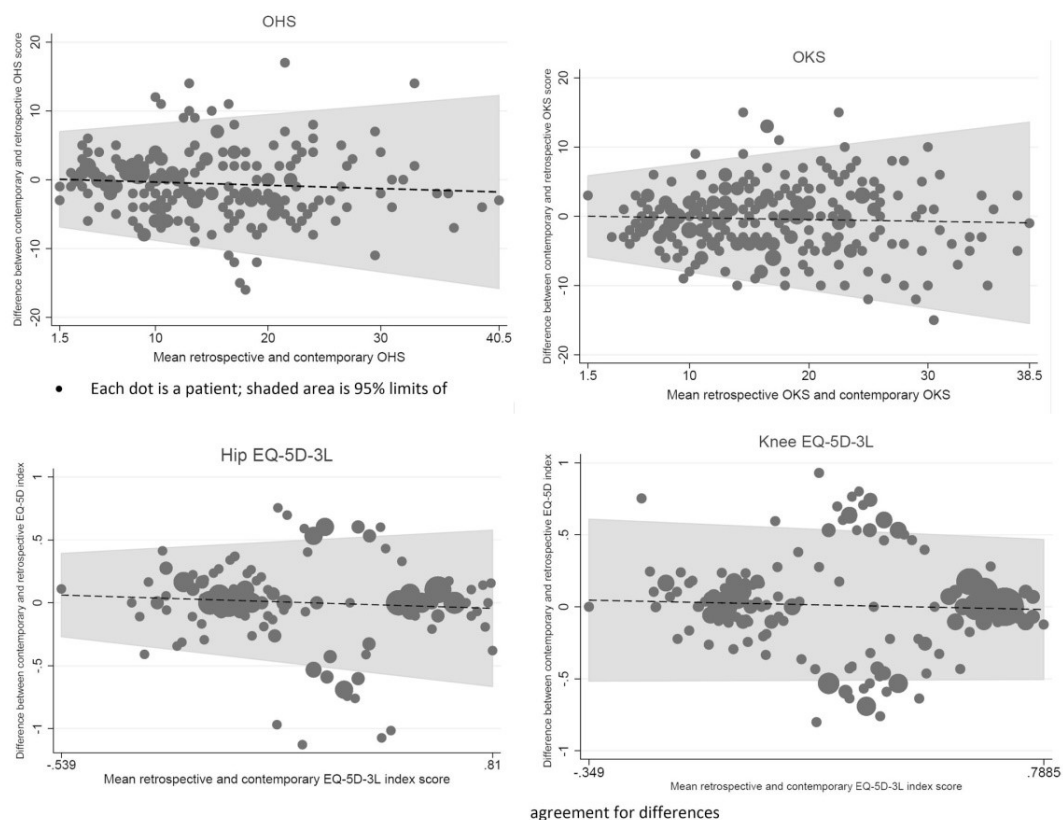 OHS
Difference between contemporary and retrospective OHS score
20
10
0
-10
-20
1.5
10
20
30
40.5
Mean retrospective and contemporary OHS
• Each dot is a patient; shaded area is 95% limits of
OKS
Difference between contemporary and retrospective OKS score
20
10
0
-10
-20
1.5
10
20
30
38.5
Mean retrospective OKS and contemporary OKS
Hip EQ-5D-3L
Difference between contemporary and retrospective EQ-5D index
1
.5
0
-.5
-1
-.539
.81
Mean retrospective and contemporary EQ-5D-3L index score
Knee EQ-5D-3L
Difference between contemporary and retrospective EQ-5D index
1
.5
0
-.5
-1
-.349
.7885
Mean retrospective and contemporary EQ-5D-3L index score
agreement for differences